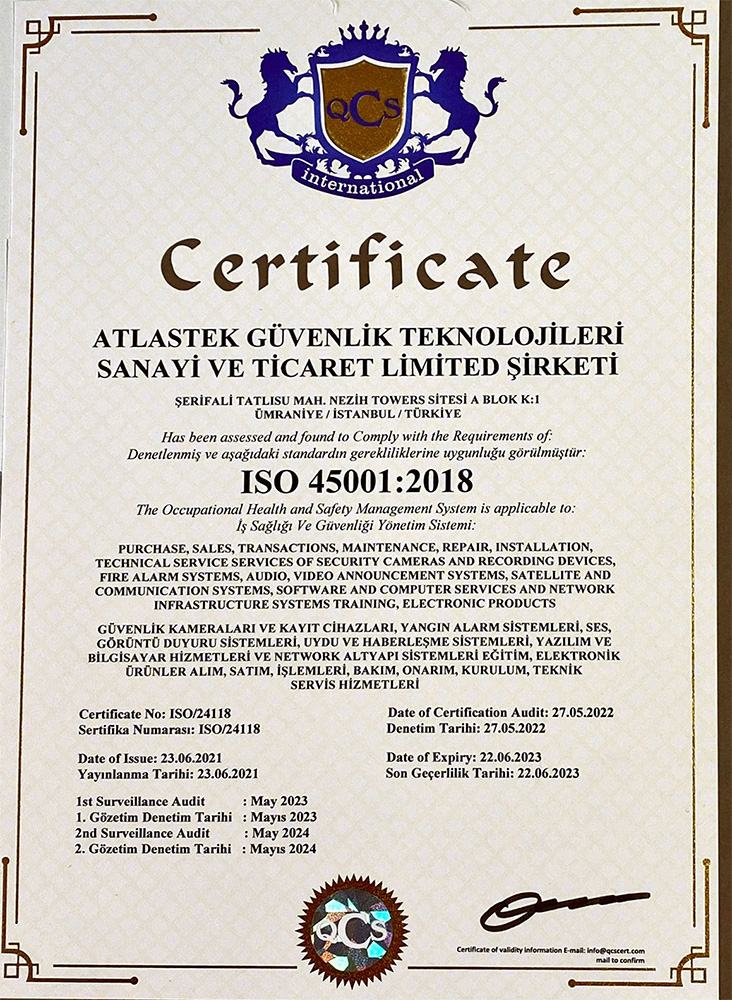 QCS
international
Certificate
ATLASTEK GÜVENLİK TEKNOLOJİLERİ
SANAYİ VE TİCARET LİMİTED ŞİRKETİ
ŞERİFALİ TATLISU MAH. NEZİH TOWERS SİTESİ A BLOK K:1
ÜMRANİYE / İSTANBUL / TÜRKİYE
Has been assessed and found to Comply with the Requirements of:
Denetlenmiş ve aşağıdaki standardın gerekliliklerine uygunluğu görülmüştür:
ISO 45001:2018
The Occupational Health and Safety Management System is applicable to:
İş Sağlığı Ve Güvenliği Yönetim Sistemi:
PURCHASE, SALES, TRANSACTIONS, MAINTENANCE, REPAIR, INSTALLATION,
TECHNICAL SERVICE SERVICES OF SECURITY CAMERAS AND RECORDING DEVICES,
FIRE ALARM SYSTEMS, AUDIO, VIDEO ANNOUNCEMENT SYSTEMS, SATELLITE AND
COMMUNICATION SYSTEMS, SOFTWARE AND COMPUTER SERVICES AND NETWORK
INFRASTRUCTURE SYSTEMS TRAINING, ELECTRONIC PRODUCTS
GÜVENLİK KAMERALARI VE KAYIT CİHAZLARI, YANGIN ALARM SİSTEMLERİ, SES,
GÖRÜNTÜ DUYURU SİSTEMLERİ, UYDU VE HABERLEŞME SİSTEMLERİ, YAZILIM VE
BİLGİSAYAR HİZMETLERİ VE NETWORK ALTYAPI SİSTEMLERİ EĞİTİM, ELEKTRONİK
ÜRÜNLER ALIM, SATIM, İŞLEMLERİ, BAKIM, ONARIM, KURULUM, TEKNİK
SERVİS HİZMETLERİ
Certificate No: ISO/24118
Sertifika Numarası: ISO/24118
Date of Certification Audit: 27.05.2022
Denetim Tarihi: 27.05.2022
Date of Issue: 23.06.2021
Yayınlanma Tarihi: 23.06.2021
Date of Expiry: 22.06.2023
Son Geçerlilik Tarihi: 22.06.2023
1st Surveillance Audit : May 2023
1. Gözetim Denetim Tarihi : Mayıs 2023
2nd Surveillance Audit : May 2024
2. Gözetim Denetim Tarihi : Mayıs 2024
QCS
Certificate of validity information E-mail: info@qcscert.com
mail to confirm